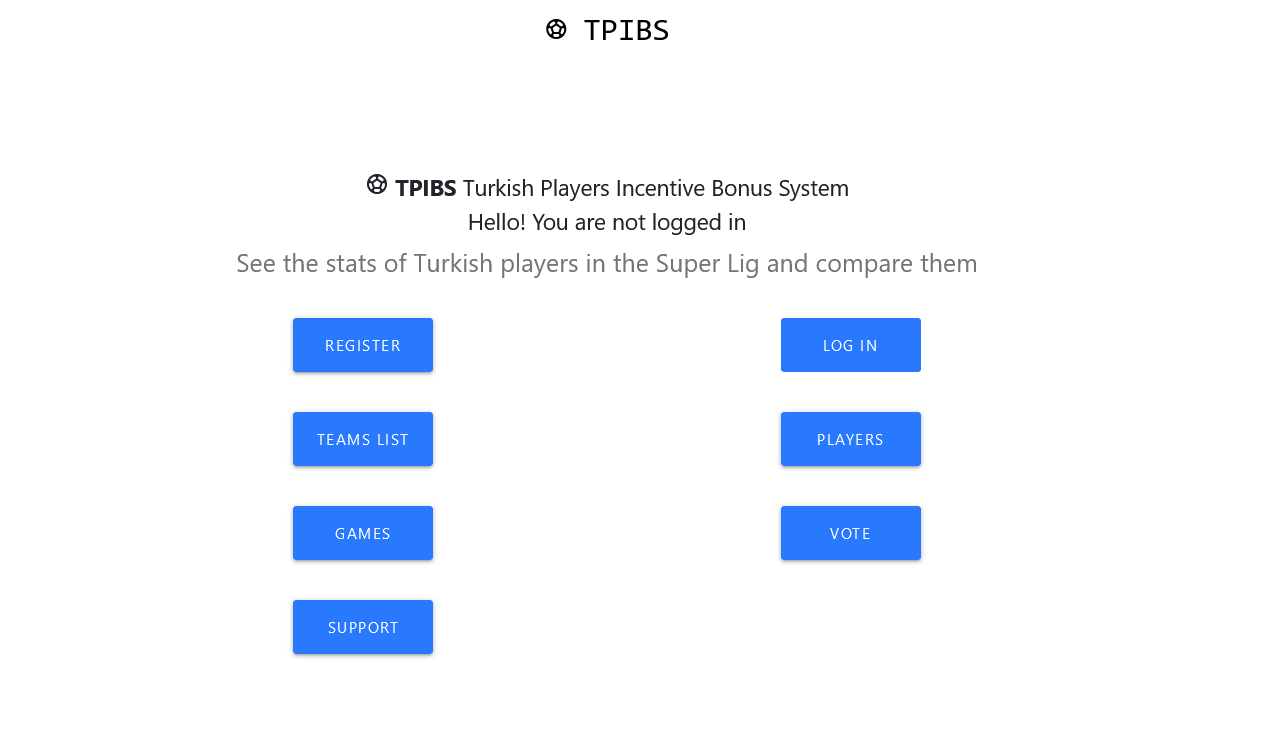 TPIBS
TPIBS Turkish Players Incentive Bonus System
Hello! You are not logged in
See the stats of Turkish players in the Super Lig and compare them
REGISTER
LOG IN
TEAMS LIST
PLAYERS
GAMES
VOTE
SUPPORT